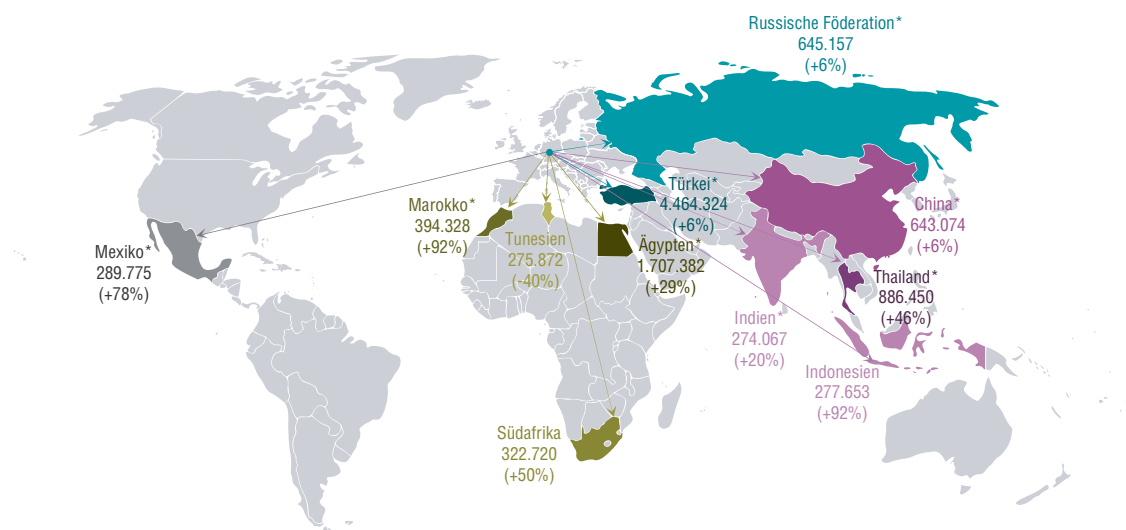 Russische Föderation*
645.157
(+6%)
Türkei*
4.464.324
(+6%)
China*
643.074
(+6%)
Marokko*
394.328
(+92%)
Tunesien
275.872
(-40%)
Ägypten*
1.707.382
(+29%)
Mexiko*
289.775
(+78%)
Thailand*
886.450
(+46%)
Indien*
274.067
(+20%)
Indonesien
277.653
(+92%)
Südafrika
322.720
(+50%)